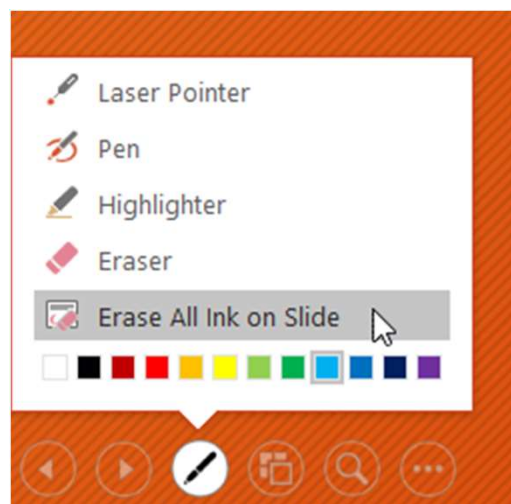 Laser Pointer
Pen
Highlighter
Eraser
Erase All Ink on Slide